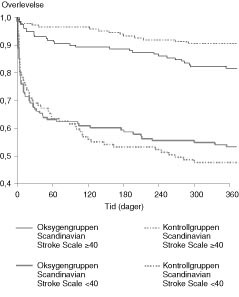 Overlevelse
1,0
0,9
0,8
0,7
0,6
0,5
0,4
0 60 120 180 240 300 360
Tid (dager)
Oksygengruppen
Scandinavian
Stroke Scale ≥40
Kontrollgruppen
Scandinavian
Stroke Scale ≥40
Oksygengruppen
Scandinavian
Stroke Scale <40
Kontrollgruppen
Scandinavian
Stroke Scale <40